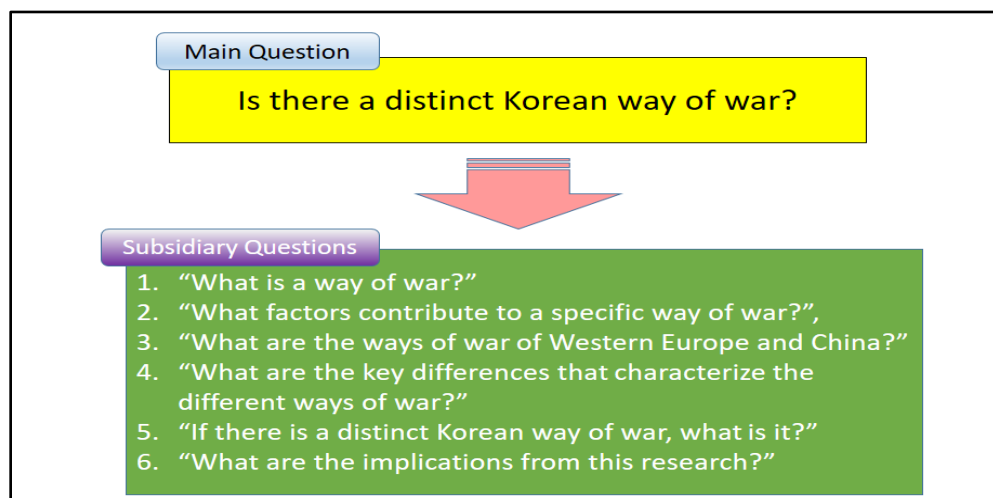 Main Question
Is there a distinct Korean way of war?
Subsidiary Questions
1. “What is a way of war?”
2. “What factors contribute to a specific way of war?”,
3. “What are the ways of war of Western Europe and China?”
4. “What are the key differences that characterize the
different ways of war?”
5. “If there is a distinct Korean way of war, what is it?”
6. “What are the implications from this research?”